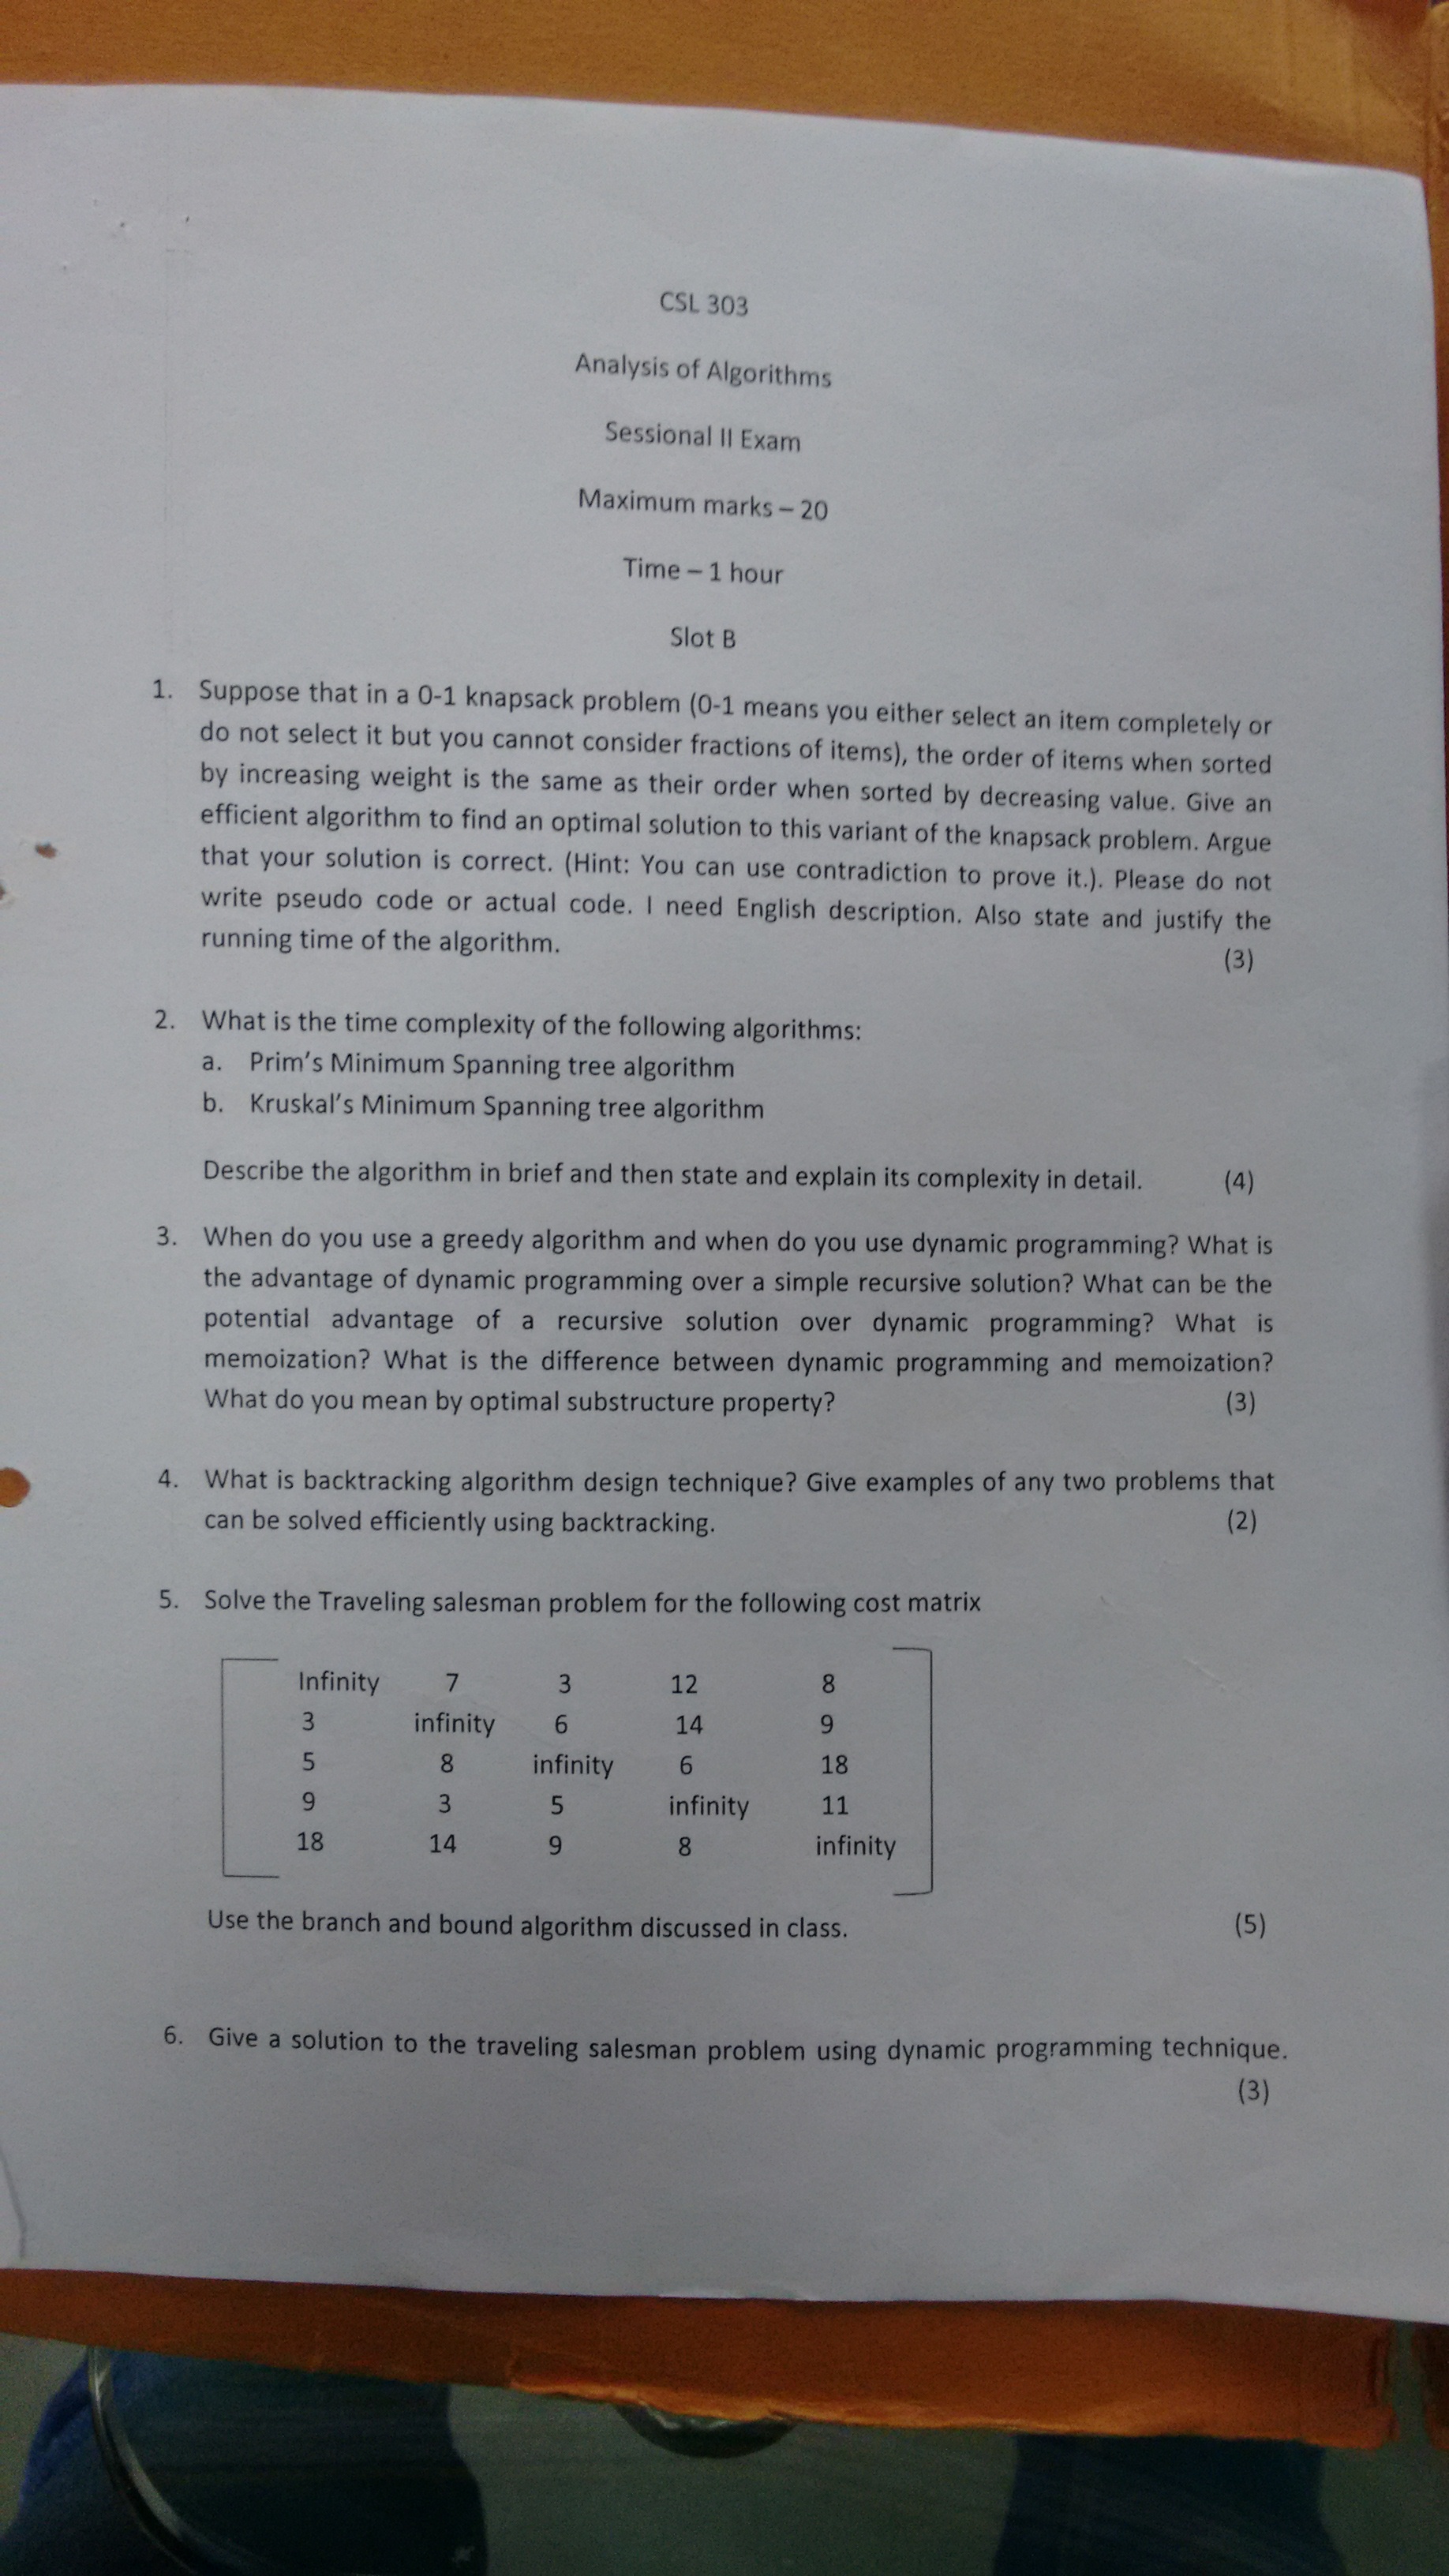 CSL 303
Analysis of Algorithms
Sessional II Exam
Maximum marks – 20
Time – 1 hour
Slot B
1. Suppose that in a 0-1 knapsack problem (0-1 means you either select an item completely or
do not select it but you cannot consider fractions of items), the order of items when sorted
by increasing weight is the same as their order when sorted by decreasing value. Give an
efficient algorithm to find an optimal solution to this variant of the knapsack problem. Argue
that your solution is correct. (Hint: You can use contradiction to prove it.). Please do not
write pseudo code or actual code. I need English description. Also state and justify the
running time of the algorithm. (3)
2. What is the time complexity of the following algorithms:
a. Prim's Minimum Spanning tree algorithm
b. Kruskal's Minimum Spanning tree algorithm
Describe the algorithm in brief and then state and explain its complexity in detail. (4)
3. When do you use a greedy algorithm and when do you use dynamic programming? What is
the advantage of dynamic programming over a simple recursive solution? What can be the
potential advantage of a recursive solution over dynamic programming? What is
memoization? What is the difference between dynamic programming and memoization?
What do you mean by optimal substructure property? (3)
4. What is backtracking algorithm design technique? Give examples of any two problems that
can be solved efficiently using backtracking. (2)
5. Solve the Traveling salesman problem for the following cost matrix
Infinity 7 3 12 8
3 infinity 6 14 9
5 8 infinity 6 18
9 3 5 infinity 11
18 14 9 8 infinity
Use the branch and bound algorithm discussed in class. (5)
6. Give a solution to the traveling salesman problem using dynamic programming technique.
(3)